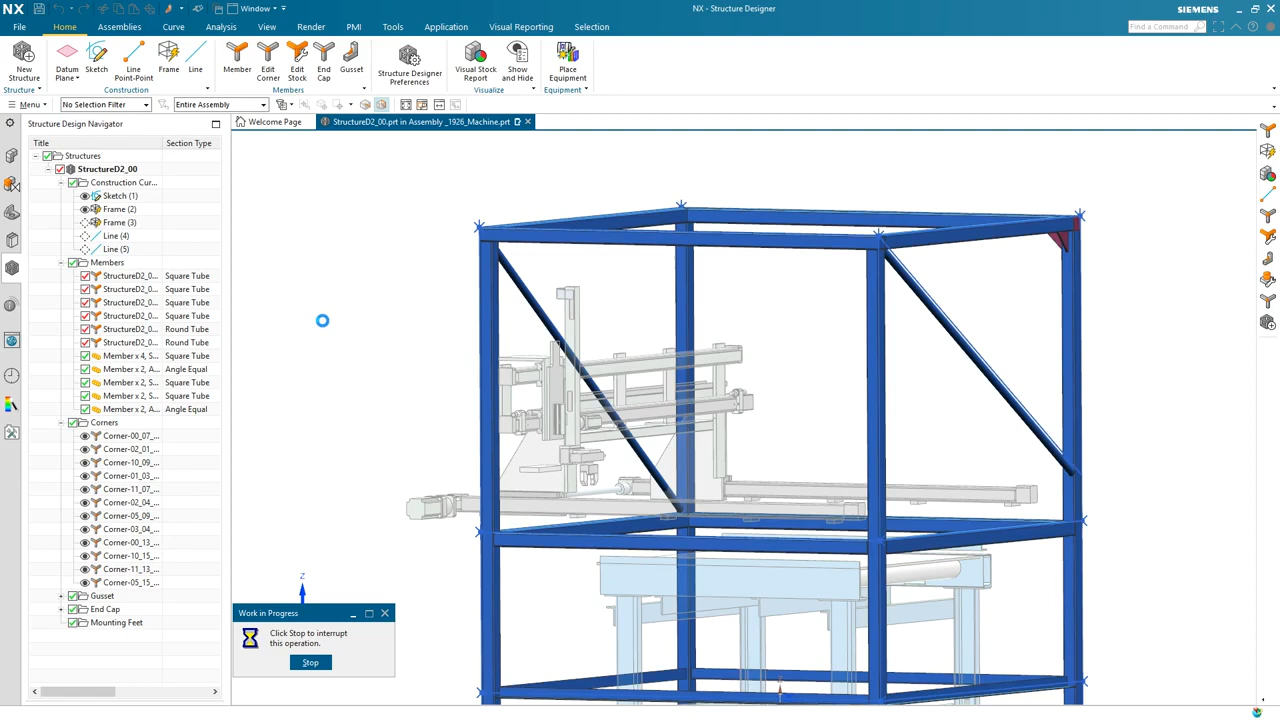 NX
Window
NX - Structure Designer
SIEMENS
File
Home
Assemblies
Curve
Analysis
View
Render
PMI
Tools
Application
Visual Reporting
Selection
Find a Command
New Structure
Datum Plane
Sketch
Line Point-Point
Frame
Line
Member
Edit Corner
Edit Stock
End Cap
Gusset
Structure Designer Preferences
Visual Stock Report
Show and Hide
Place Equipment
Structure
Construction
Members
Visualize
Equipment
Menu
No Selection Filter
Entire Assembly
Structure Design Navigator
Welcome Page
StructureD2_00.prt in Assembly _1926_Machine.prt
Title
Section Type
Structures
StructureD2_00
Construction Cur...
Sketch (1)
Frame (2)
Frame (3)
Line (4)
Line (5)
Members
StructureD2_0... Square Tube
StructureD2_0... Square Tube
StructureD2_0... Square Tube
StructureD2_0... Square Tube
StructureD2_0... Round Tube
StructureD2_0... Round Tube
Member x 4, S... Square Tube
Member x 2, A... Angle Equal
Member x 2, S... Square Tube
Member x 2, S... Square Tube
Member x 2, A... Angle Equal
Corners
Corner-00_07_...
Corner-02_01_...
Corner-10_09_...
Corner-01_03_...
Corner-11_07_...
Corner-02_04_...
Corner-05_09_...
Corner-03_04_...
Corner-00_13_...
Corner-10_15_...
Corner-11_13_...
Corner-05_15_...
Gusset
End Cap
Mounting Feet
Z
Work in Progress
Click Stop to interrupt
this operation.
Stop